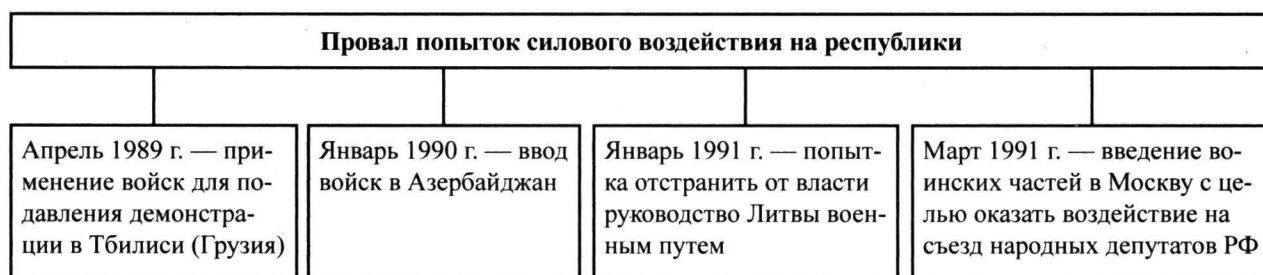 Провал попыток силового воздействия на республики
Апрель 1989 г. — при-
менение войск для по-
давления демонстра-
ции в Тбилиси (Грузия)
Январь 1990 г. — ввод
войск в Азербайджан
Январь 1991 г. — попыт-
ка отстранить от власти
руководство Литвы воен-
ным путем
Март 1991 г. — введение во-
инских частей в Москву с це-
лью оказать воздействие на
съезд народных депутатов РФ